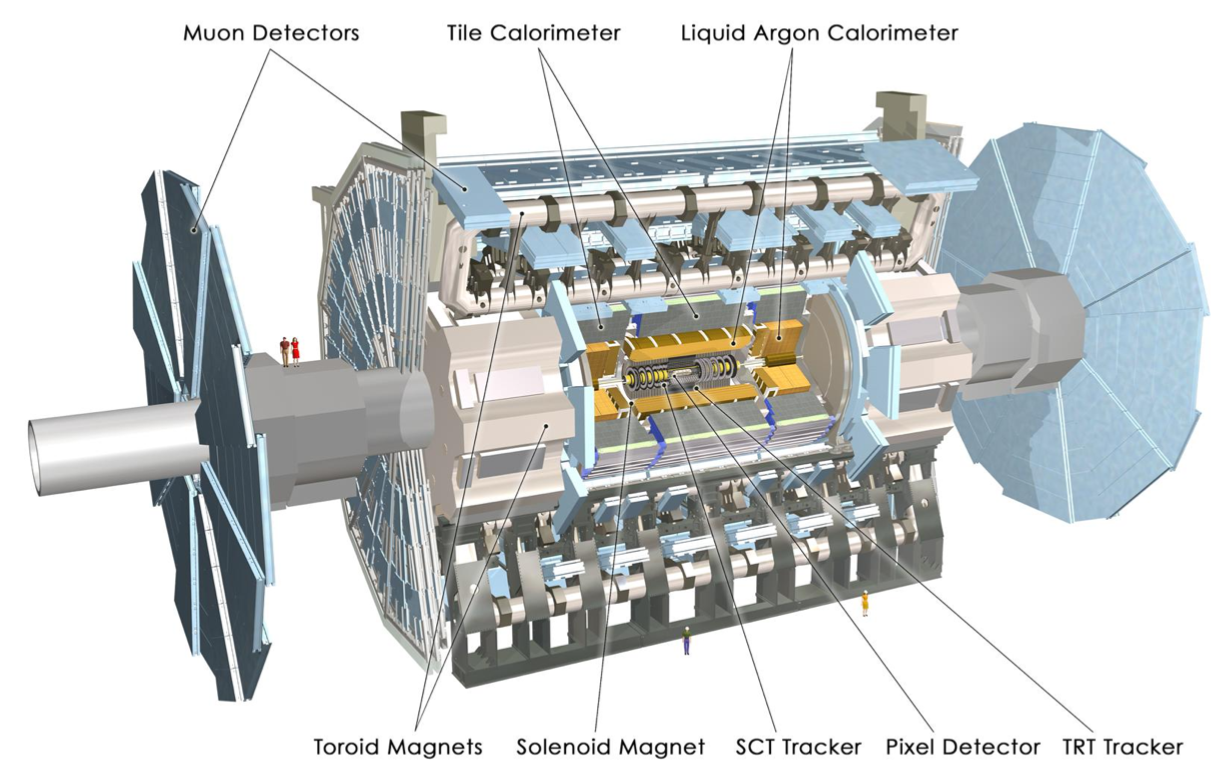 Muon Detectors
Tile Calorimeter
Liquid Argon Calorimeter
Toroid Magnets
Solenoid Magnet
SCT Tracker
Pixel Detector
TRT Tracker